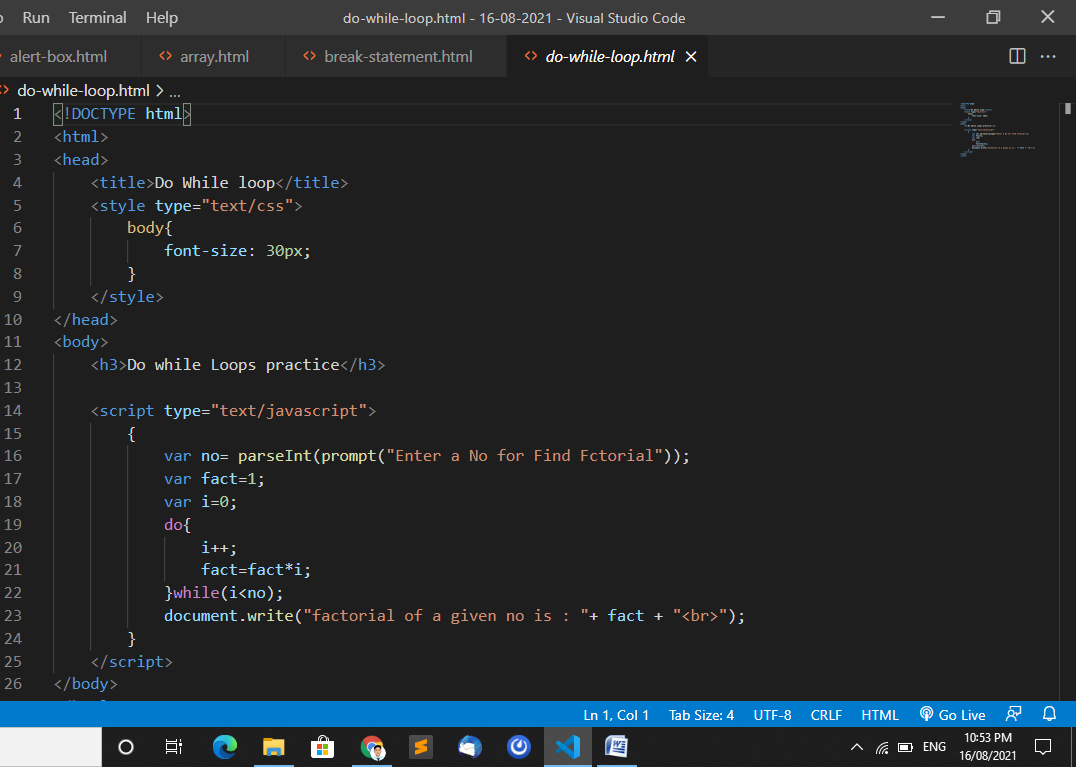 Run Terminal Help do-while-loop.html - 16-08-2021 - Visual Studio Code
alert-box.html array.html break-statement.html do-while-loop.html
do-while-loop.html > ...
1 <!DOCTYPE html>
2 <html>
3 <head>
4 <title>Do While loop</title>
5 <style type="text/css">
6 body{
7 font-size: 30px;
8 }
9 </style>
10 </head>
11 <body>
12 <h3>Do while Loops practice</h3>
13
14 <script type="text/javascript">
15 {
16 var no= parseInt(prompt("Enter a No for Find Fctorial"));
17 var fact=1;
18 var i=0;
19 do{
20 i++;
21 fact=fact*i;
22 }while(i<no);
23 document.write("factorial of a given no is : "+ fact + "<br>");
24 }
25 </script>
26 </body>
Ln 1, Col 1 Tab Size: 4 UTF-8 CRLF HTML Go Live
ENG 10:53 PM
16/08/2021